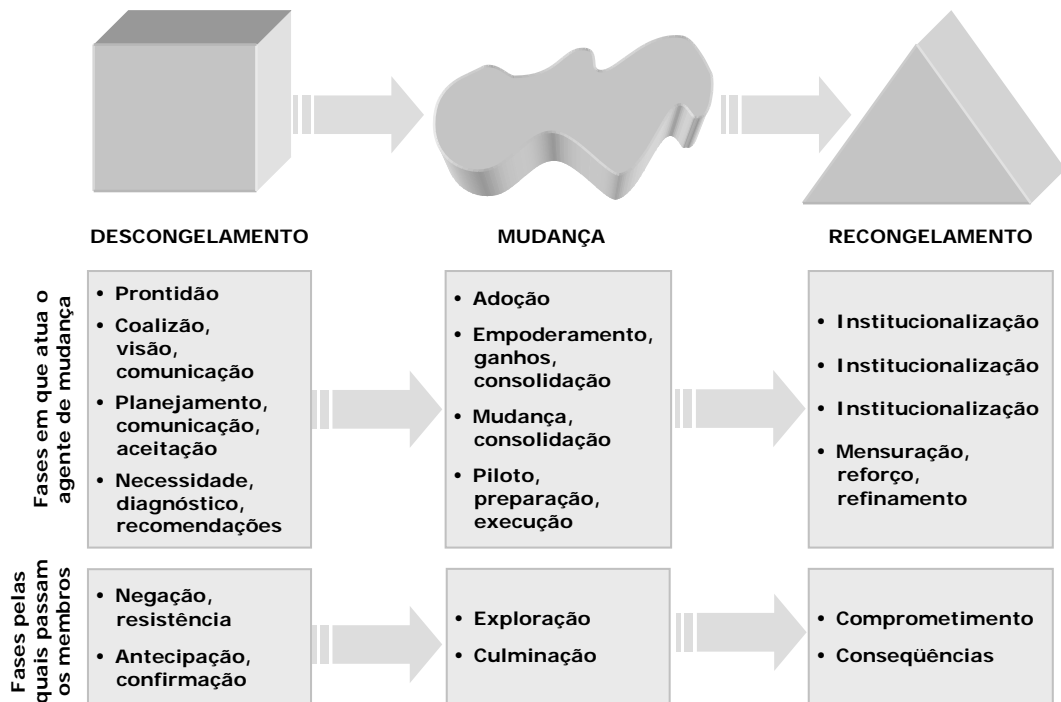 DESCONGELAMENTO
MUDANÇA
RECONGELAMENTO
Fases em que atua o
agente de mudança
• Prontidão
• Coalizão,
visão,
comunicação
• Planejamento,
comunicação,
aceitação
• Necessidade,
diagnóstico,
recomendações
• Adoção
• Empoderamento,
ganhos,
consolidação
• Mudança,
consolidação
• Piloto,
preparação,
execução
• Institucionalização
• Institucionalização
• Institucionalização
• Mensuração,
reforço,
refinamento
Fases pelas
quais passam
os membros
• Negação,
resistência
• Antecipação,
confirmação
• Exploração
• Culminação
• Comprometimento
• Conseqüências